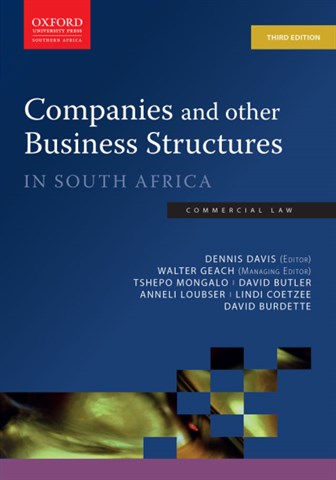 OXFORD
UNIVERSITY PRESS
SOUTHERN AFRICA
THIRD EDITION
Companies and other
Business Structures
IN SOUTH AFRICA
COMMERCIAL LAW
DENNIS DAVIS (Editor)
WALTER GEACH (Managing Editor)
TSHEPO MONGALO | DAVID BUTLER
ANNELI LOUBSER | LINDI COETZEE
DAVID BURDETTE